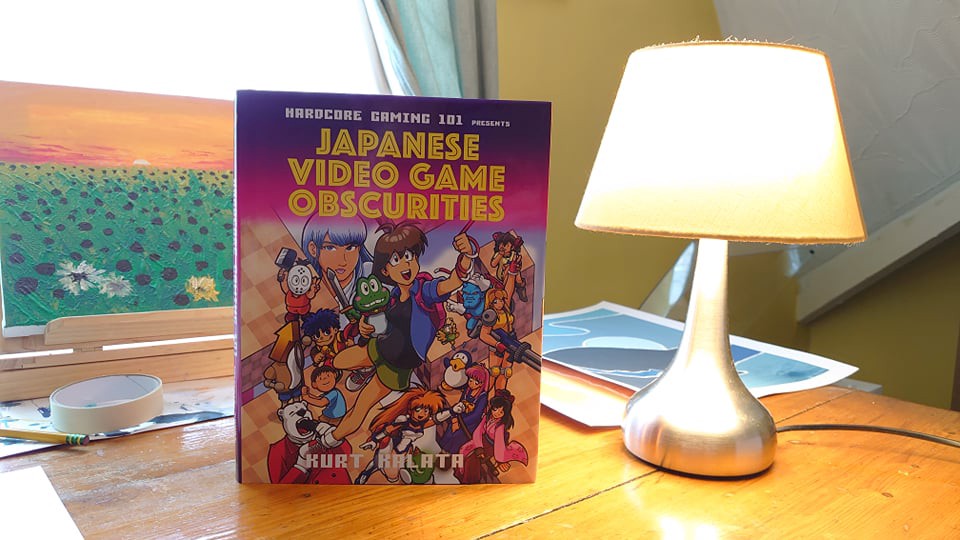 HARDCORE GAMING 101 PRESENTS
JAPANESE
VIDEO GAME
OBSCURITIES
KURT KALATA